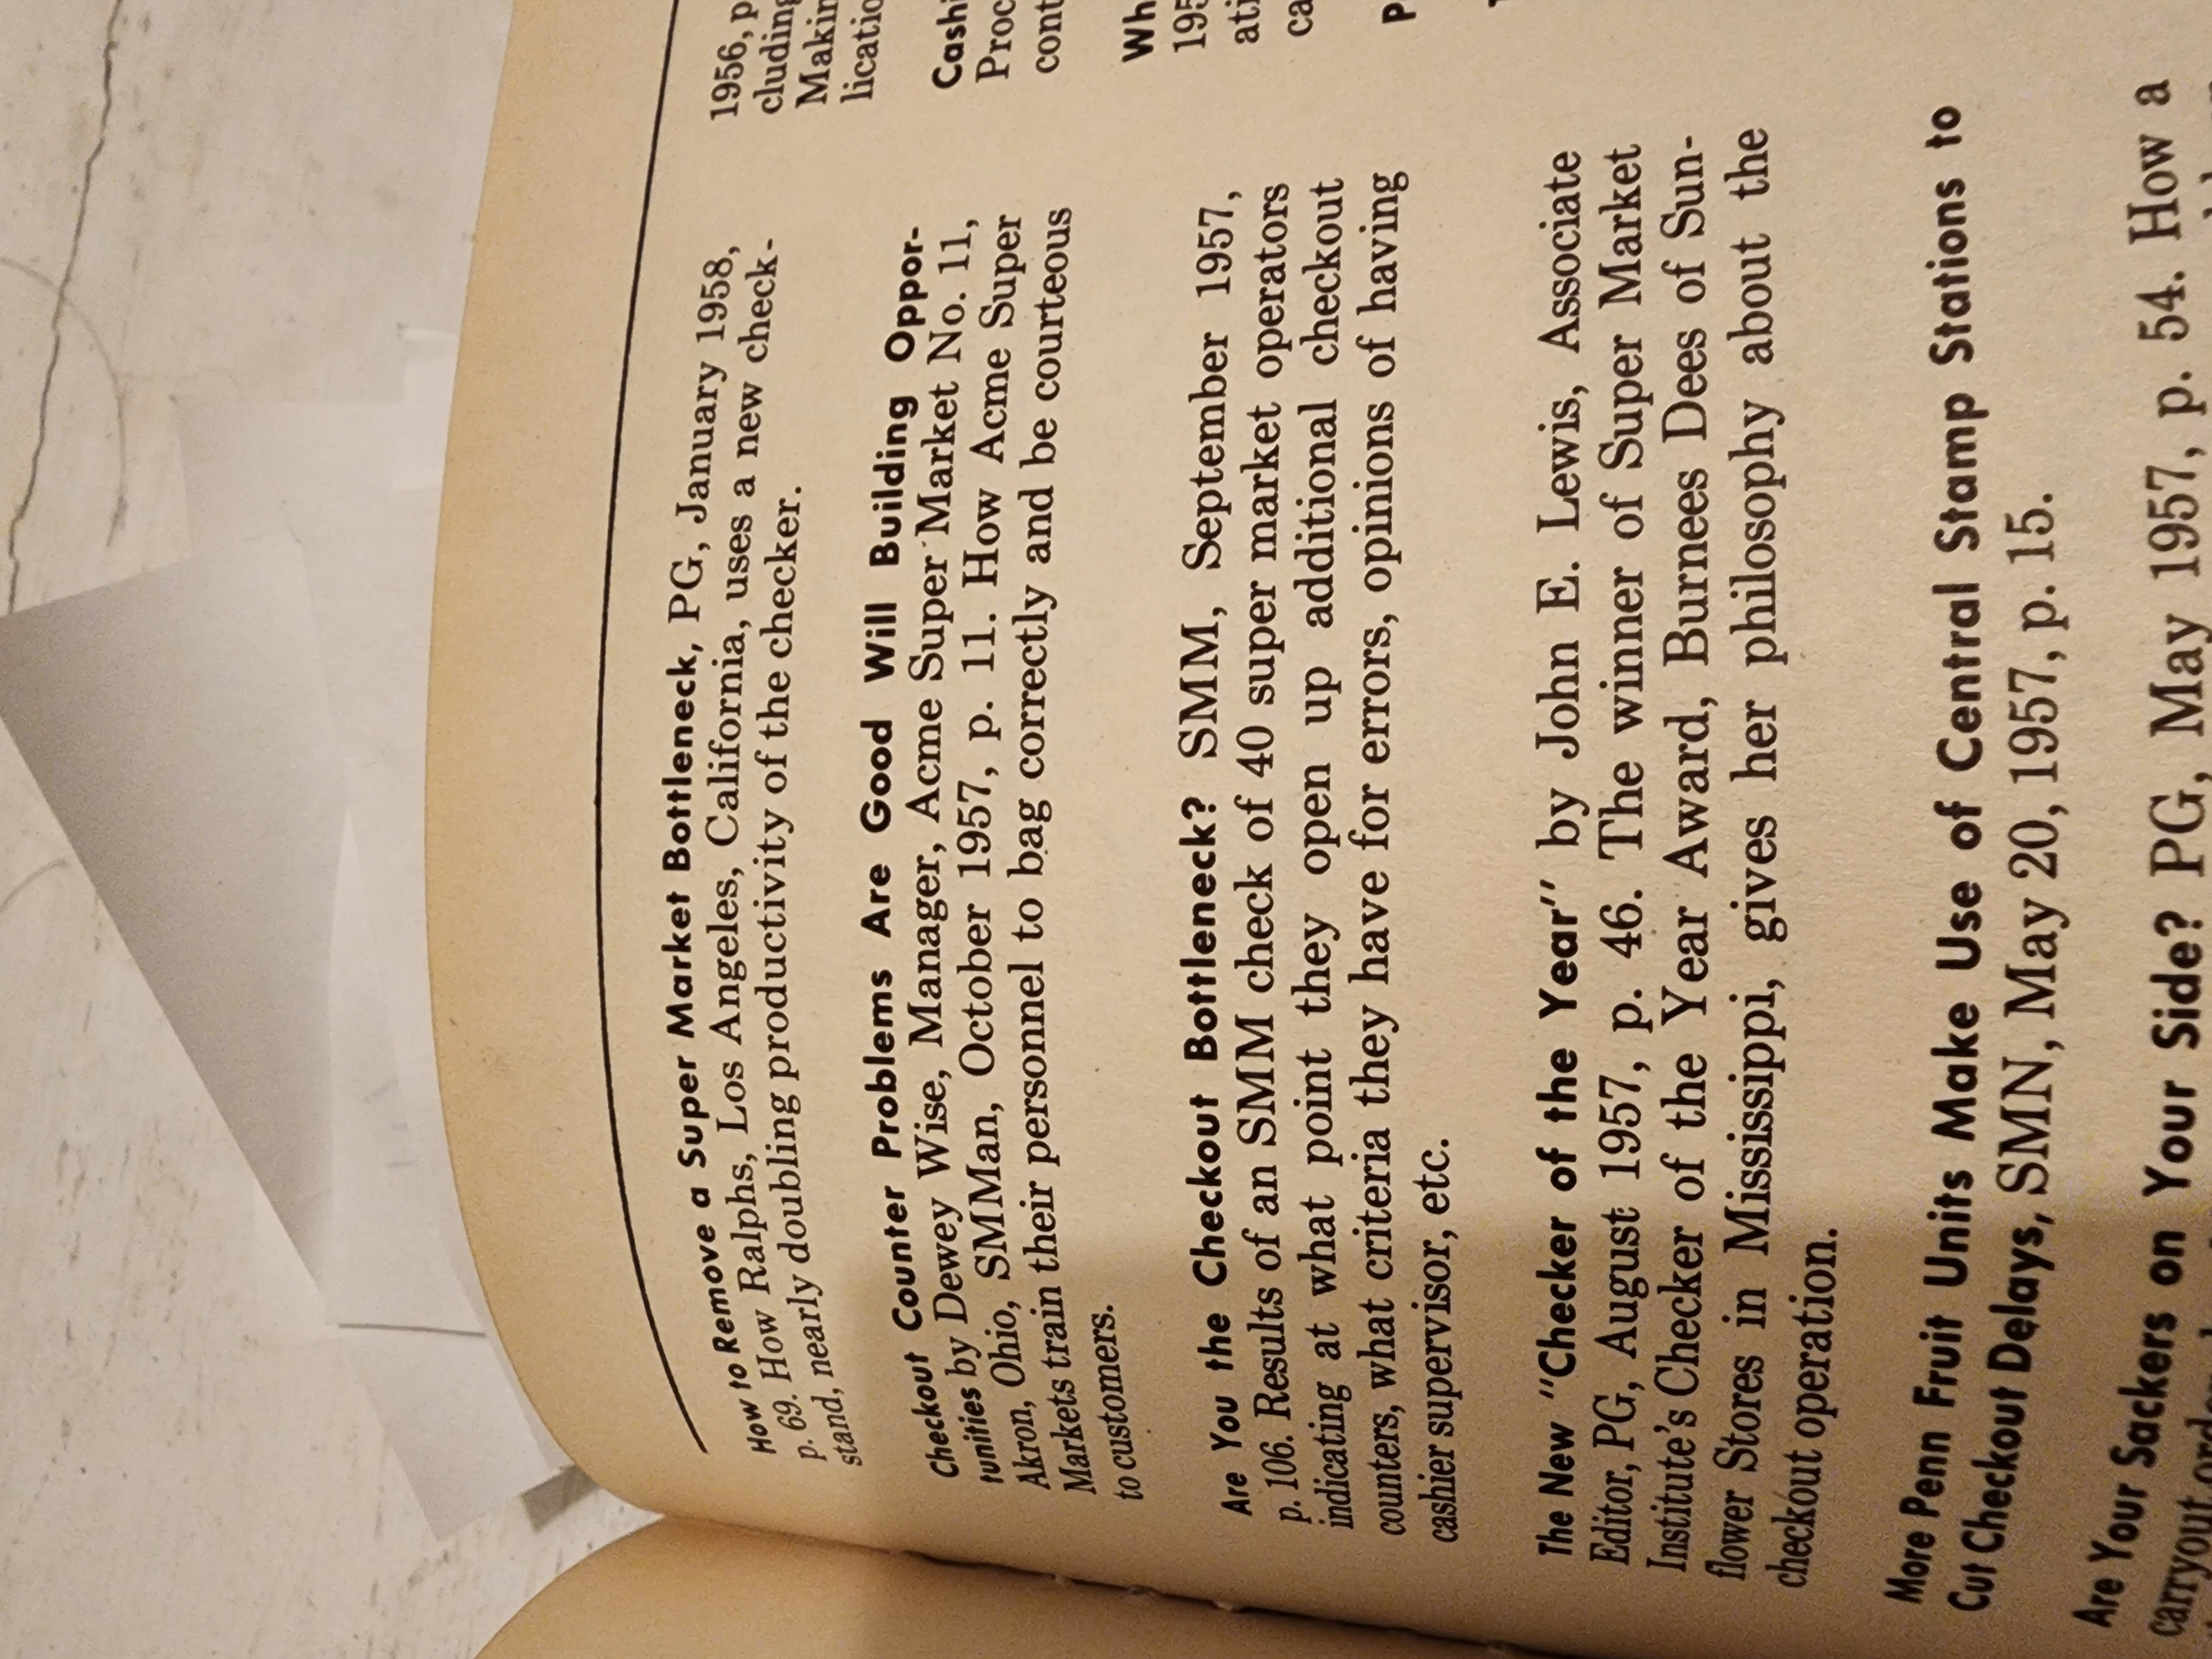 How to Remove a Super Market Bottleneck, PG, January 1958,
p. 69. How Ralphs, Los Angeles, California, uses a new check-
stand, nearly doubling productivity of the checker.
Checkout Counter Problems Are Good Will Building Oppor-
tunities by Dewey Wise, Manager, Acme Super Market No. 11,
Akron, Ohio, SMMan, October 1957, p. 11. How Acme Super
Markets train their personnel to bag correctly and be courteous
to customers.
Are You the Checkout Bottleneck? SMM, September 1957,
p. 106. Results of an SMM check of 40 super market operators
indicating at what point they open up additional checkout
counters, what criteria they have for errors, opinions of having
cashier supervisor, etc.
The New "Checker of the Year" by John E. Lewis, Associate
Editor, PG, August 1957, p. 46. The winner of Super Market
Institute's Checker of the Year Award, Burnees Dees of Sun-
flower Stores in Mississippi, gives her philosophy about the
checkout operation.
More Penn Fruit Units Make Use of Central Stamp Stations to
Cut Checkout Delays, SMN, May 20, 1957, p. 15.
Are Your Sackers on Your Side? PG, May 1957, p. 54. How a
carryout
1956, p
cluding
Makin
licatio
Cashi
Proc
cont
Wh
195
ati
ca
P